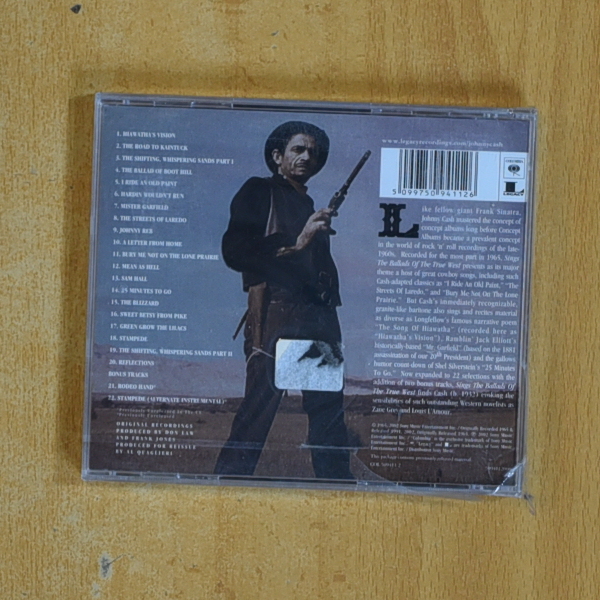 1. HIAWATHA'S VISION
2. THE ROAD TO KAINTUCK
3. THE SHIFTING, WHISPERING SANDS PART I
4. THE BALLAD OF BOOT HILL
5. I RIDE AN OLD PAINT
6. HARDIN WOULDN'T RUN
7. MISTER GARFIELD
8. THE STREETS OF LAREDO
9. JOHNNY REB
10. A LETTER FROM HOME
11. BURY ME NOT ON THE LONE PRAIRIE
12. MEAN AS HELL
13. SAM HALL
14. 25 MINUTES TO GO
15. THE BLIZZARD
16. SWEET BETSY FROM PIKE
17. GREEN GROW THE LILACS
18. STAMPEDE
19. THE SHIFTING, WHISPERING SANDS PART II
20. REFLECTIONS
BONUS TRACKS
21. RODEO HAND*
22. STAMPEDE (ALTERNATE INSTRUMENTAL)
ORIGINAL RECORDINGS
PRODUCED BY DON LAW
AND FRANK JONES
PRODUCED FOR REISSUE
BY AL QUAGLIERI
www.legacyrecordings.com/johnnycash
5 099750 941126
Like fellow giant Frank Sinatra,
Johnny Cash mastered the concept of
concept albums long before Concept
Albums became a prevalent concept
in the world of rock 'n' roll recordings of the late-
1960s. Recorded for the most part in 1965, Sings
The Ballads Of The True West presents as its major
theme a host of great cowboy songs, including such
Cash-adapted classics as "I Ride An Old Paint," "The
Streets Of Laredo," and "Bury Me Not On The Lone
Prairie." But Cash's immediately recognizable,
granite-like baritone also sings and recites material
as diverse as Longfellow's famous narrative poem
"The Song Of Hiawatha" (recorded here as
"Hiawatha's Vision"), Ramblin' Jack Elliott's
historically-based "Mr. Garfield" (based on the 1881
assassination of our 20th President) and the gallows
humor count-down of Shel Silverstein's "25 Minutes
To Go." Now expanded to 22 selections with the
addition of two bonus tracks, Sings The Ballads Of
The True West finds Cash (b. 1932) evoking the
sensibilities of such outstanding Western novelists as
Zane Grey and Louis L'Amour.